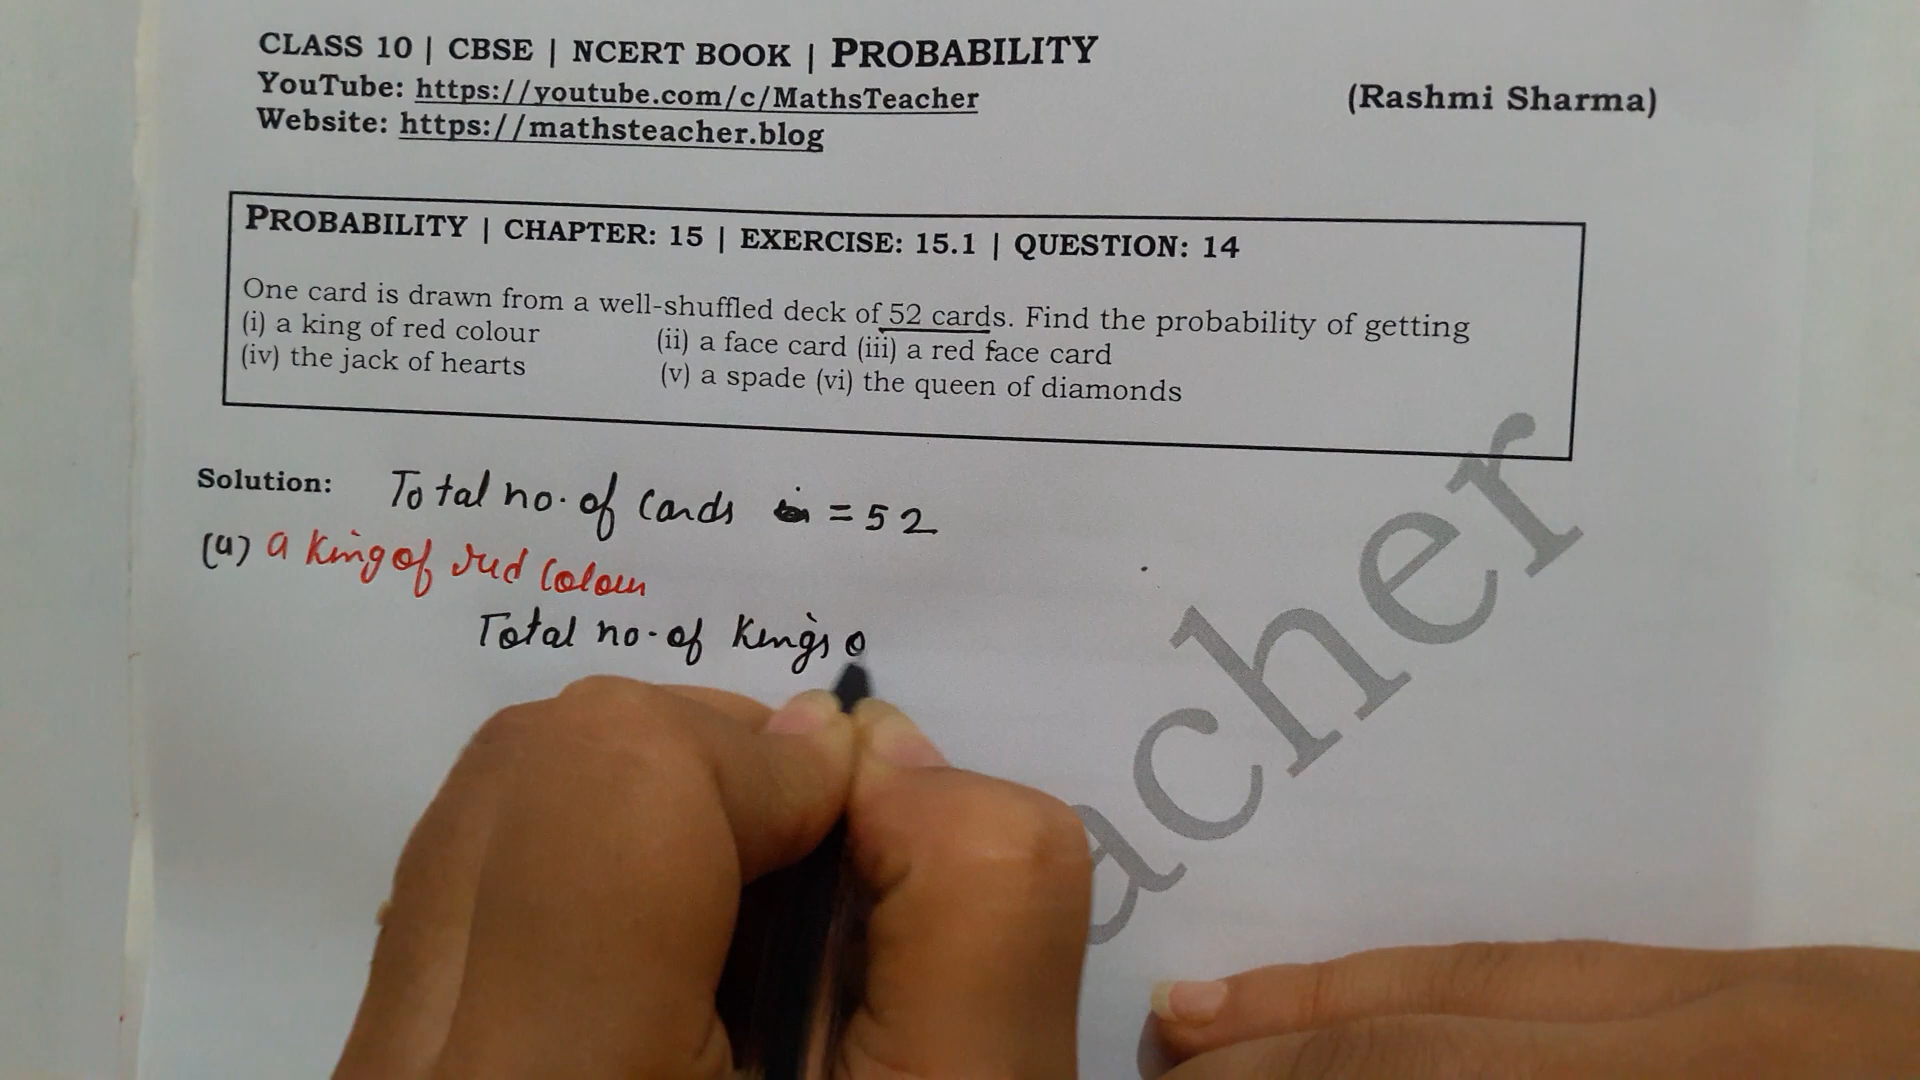 CLASS 10 | CBSE | NCERT BOOK | PROBABILITY
YouTube: https://youtube.com/c/MathsTeacher
(Rashmi Sharma)
Website: https://mathsteacher.blog
PROBABILITY | CHAPTER: 15 | EXERCISE: 15.1 | QUESTION: 14
One card is drawn from a well-shuffled deck of 52 cards. Find the probability of getting
(i) a king of red colour (ii) a face card (iii) a red face card
(iv) the jack of hearts (v) a spade (vi) the queen of diamonds
Solution: Total no. of Cards = 52
(a) a king of red colour
Total no. of Kings o
acher